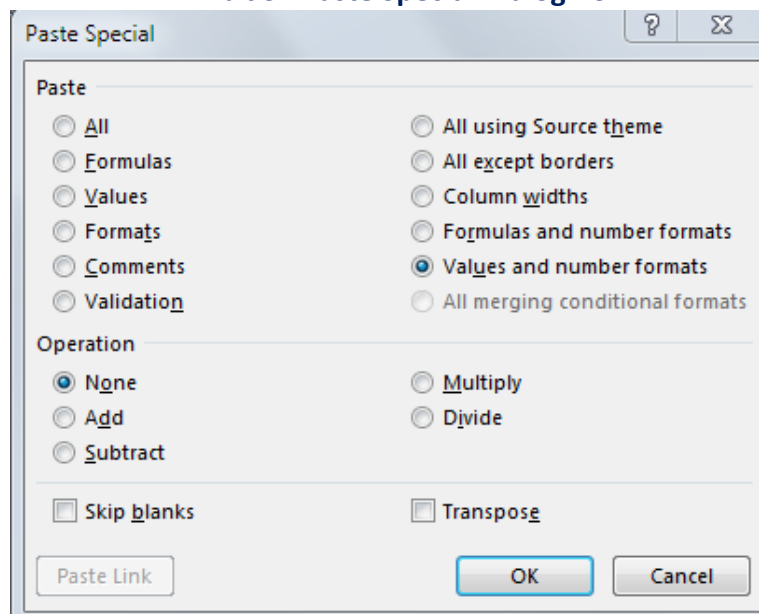 Paste Special
Paste
All
All using Source theme
Formulas
All except borders
Values
Column widths
Formats
Formulas and number formats
Comments
Values and number formats
Validation
All merging conditional formats
Operation
None
Multiply
Add
Divide
Subtract
Skip blanks
Transpose
Paste Link
OK
Cancel